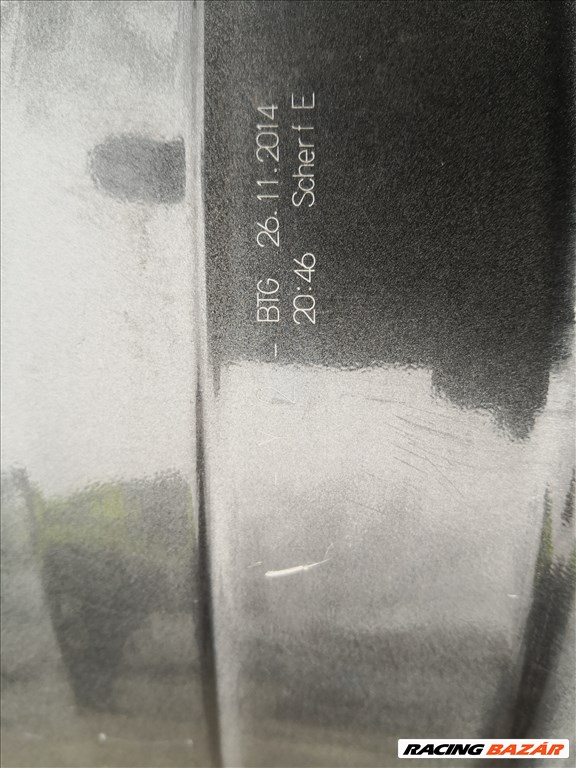 - BTG 26.11.2014
20:46 Scherf E
RACING BAZÁR